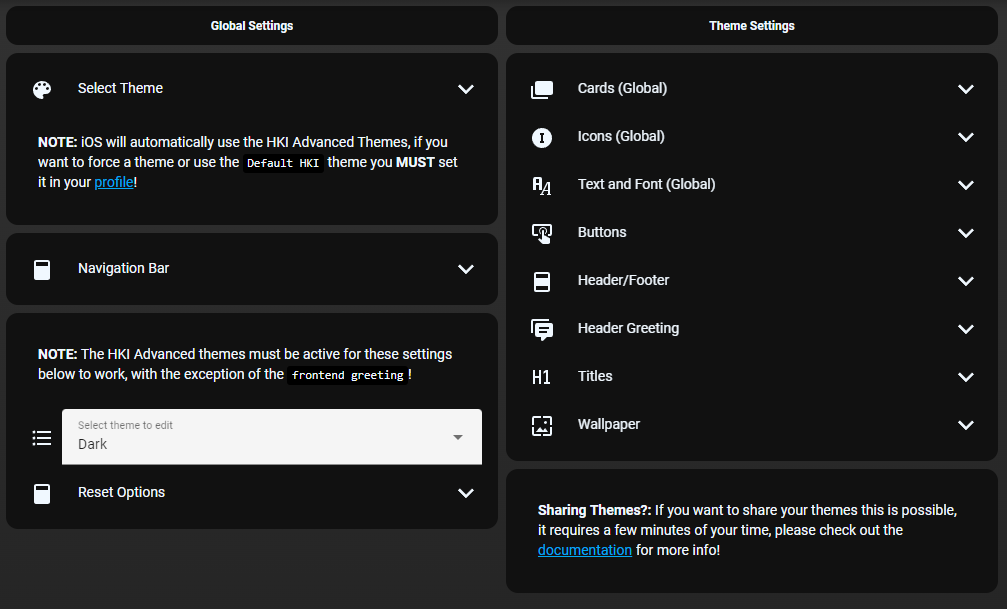 Global Settings
Select Theme
NOTE: iOS will automatically use the HKI Advanced Themes, if you
want to force a theme or use the Default HKI theme you MUST set
it in your profile!
Navigation Bar
NOTE: The HKI Advanced themes must be active for these settings
below to work, with the exception of the frontend greeting !
Select theme to edit
Dark
Reset Options
Theme Settings
Cards (Global)
Icons (Global)
Text and Font (Global)
Buttons
Header/Footer
Header Greeting
H1 Titles
Wallpaper
Sharing Themes?: If you want to share your themes this is possible,
it requires a few minutes of your time, please check out the
documentation for more info!